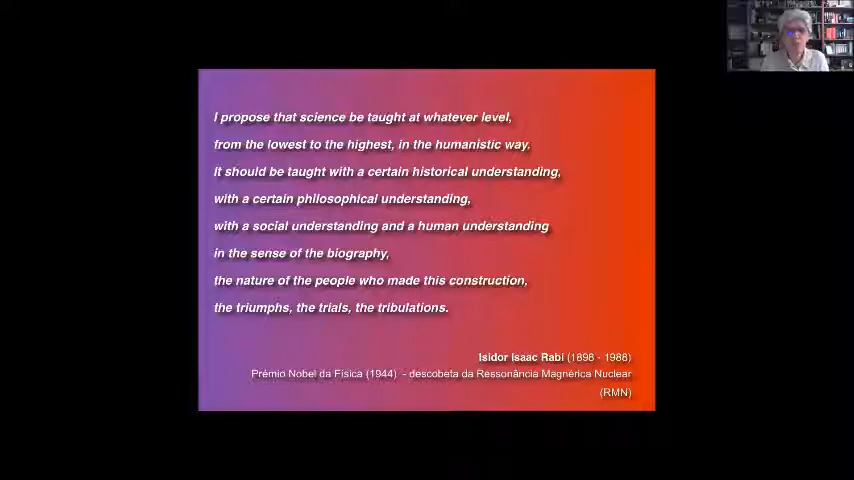 I propose that science be taught at whatever level,
from the lowest to the highest, in the humanistic way.
It should be taught with a certain historical understanding,
with a certain philosophical understanding,
with a social understanding and a human understanding
in the sense of the biography,
the nature of the people who made this construction,
the triumphs, the trials, the tribulations.
Isidor Isaac Rabi (1898 - 1988)
Prémio Nobel da Física (1944) - descobeta da Ressonância Magnérica Nuclear
(RMN)